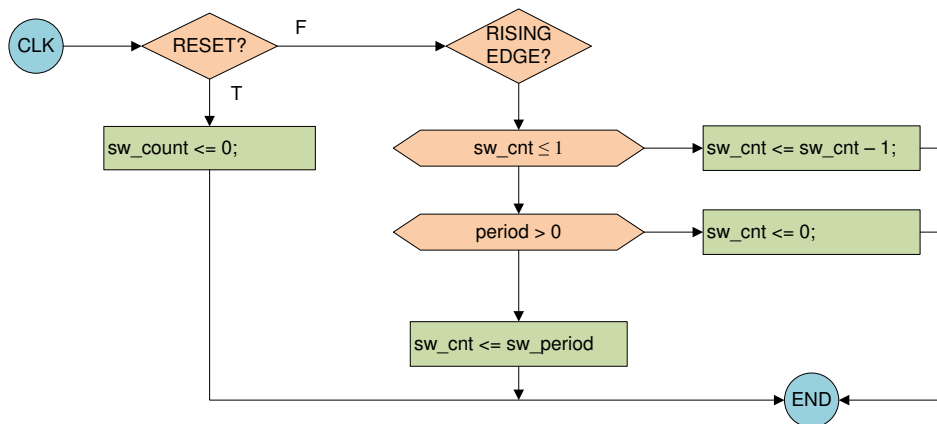 CLK
RESET?
F
RISING
EDGE?
T
sw_count <= 0;
sw_cnt ≤ 1
sw_cnt <= sw_cnt – 1;
period > 0
sw_cnt <= 0;
sw_cnt <= sw_period
END